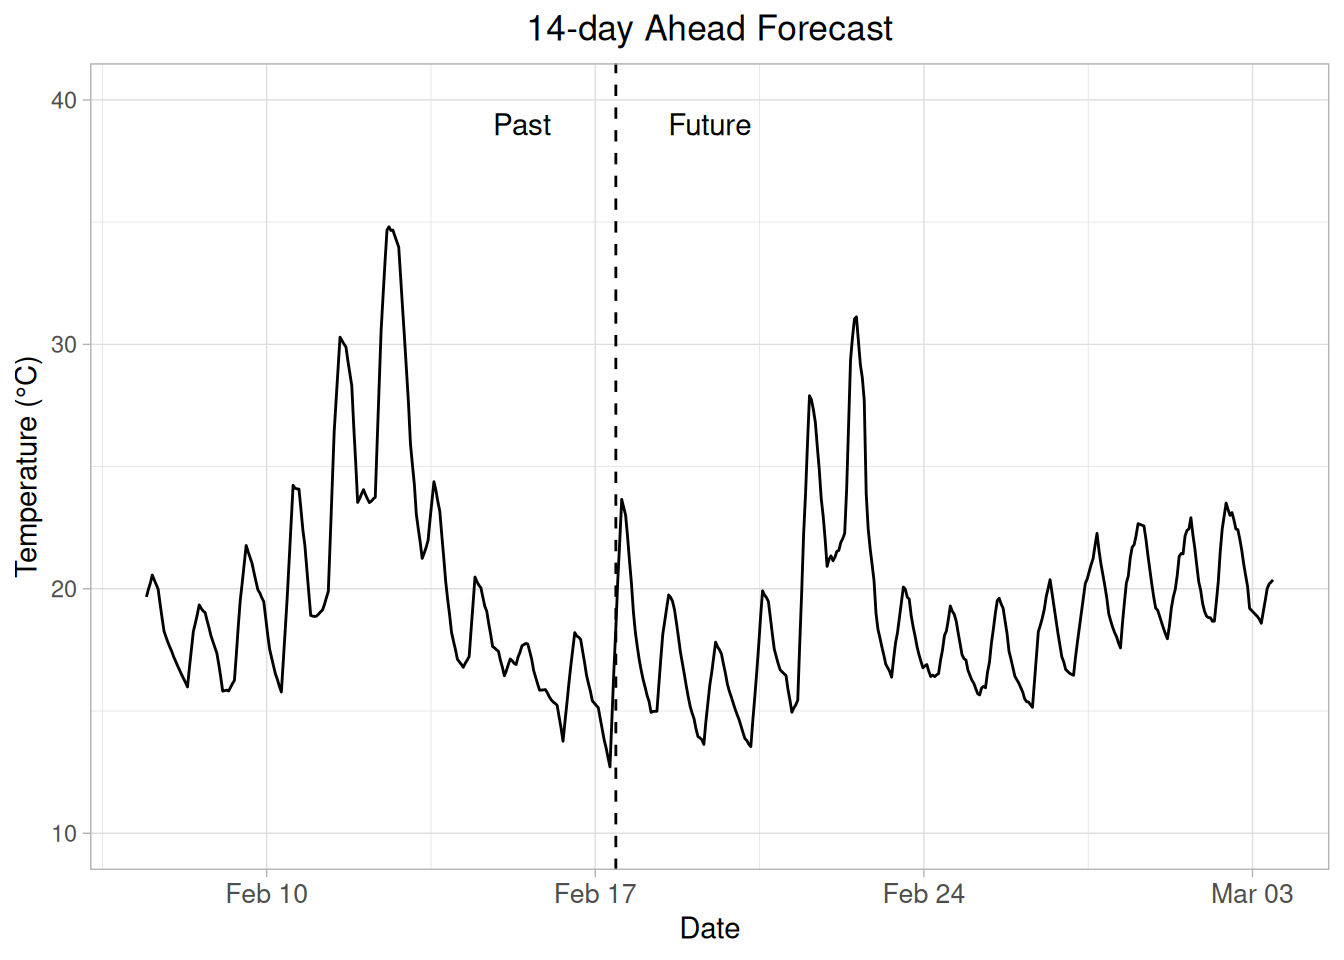 14-day Ahead Forecast
40
Past
Future
30
Temperature (°C)
20
10
Feb 10
Feb 17
Feb 24
Mar 03
Date